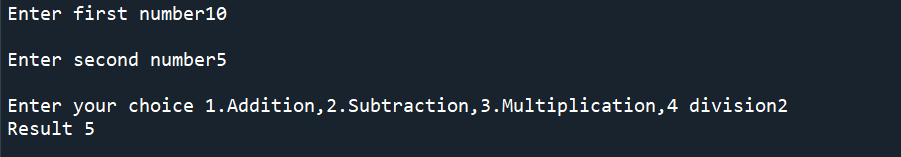 Enter first number10
Enter second number5
Enter your choice 1.Addition,2.Subtraction,3.Multiplication,4 division2
Result 5